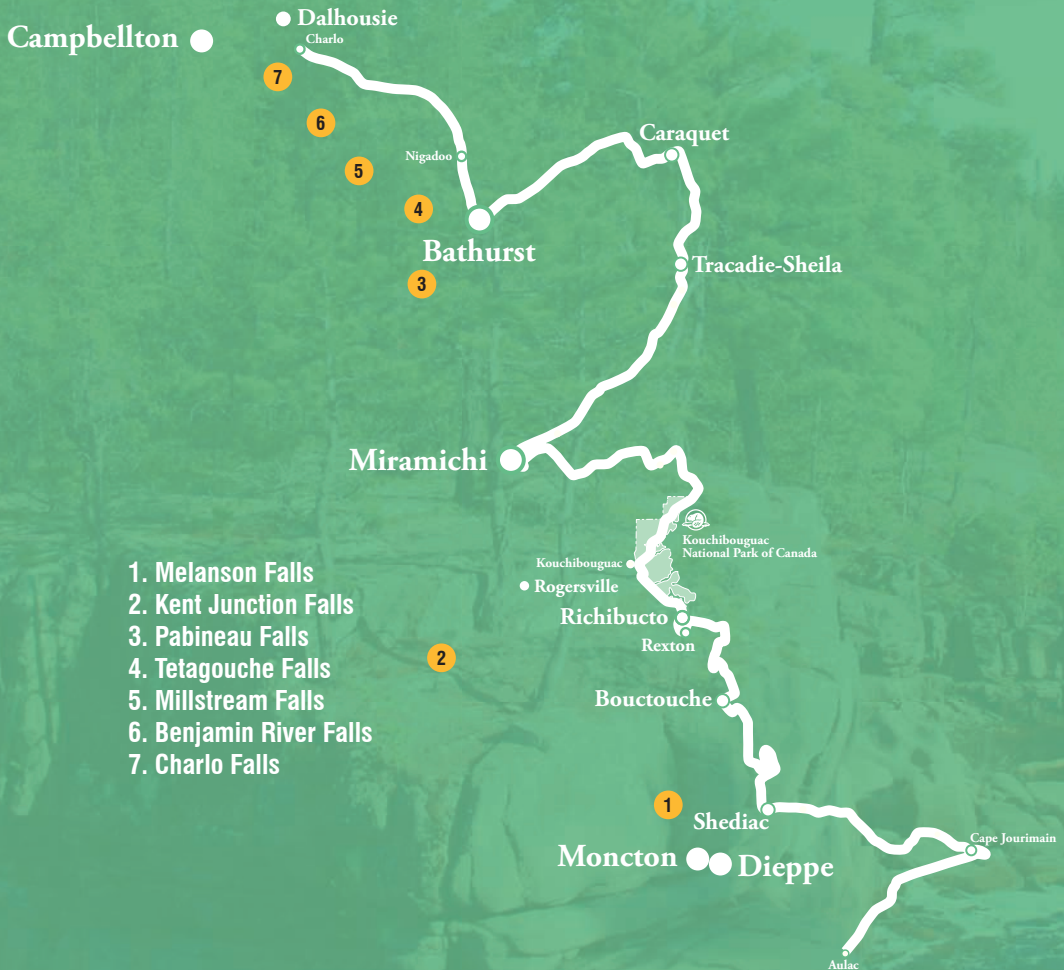 Dalhousie
Campbellton
Charlo
7
6
Caraquet
Nigadoo
5
4
Bathurst
Tracadie-Sheila
3
Miramichi
Kouchibouguac
National Park of Canada
Kouchibouguac
Rogersville
Richibucto
Rexton
1. Melanson Falls
2. Kent Junction Falls
3. Pabineau Falls
4. Tetagouche Falls
5. Millstream Falls
6. Benjamin River Falls
7. Charlo Falls
2
Bouctouche
1
Shediac
Cape Jourimain
Moncton
Dieppe
Aulac